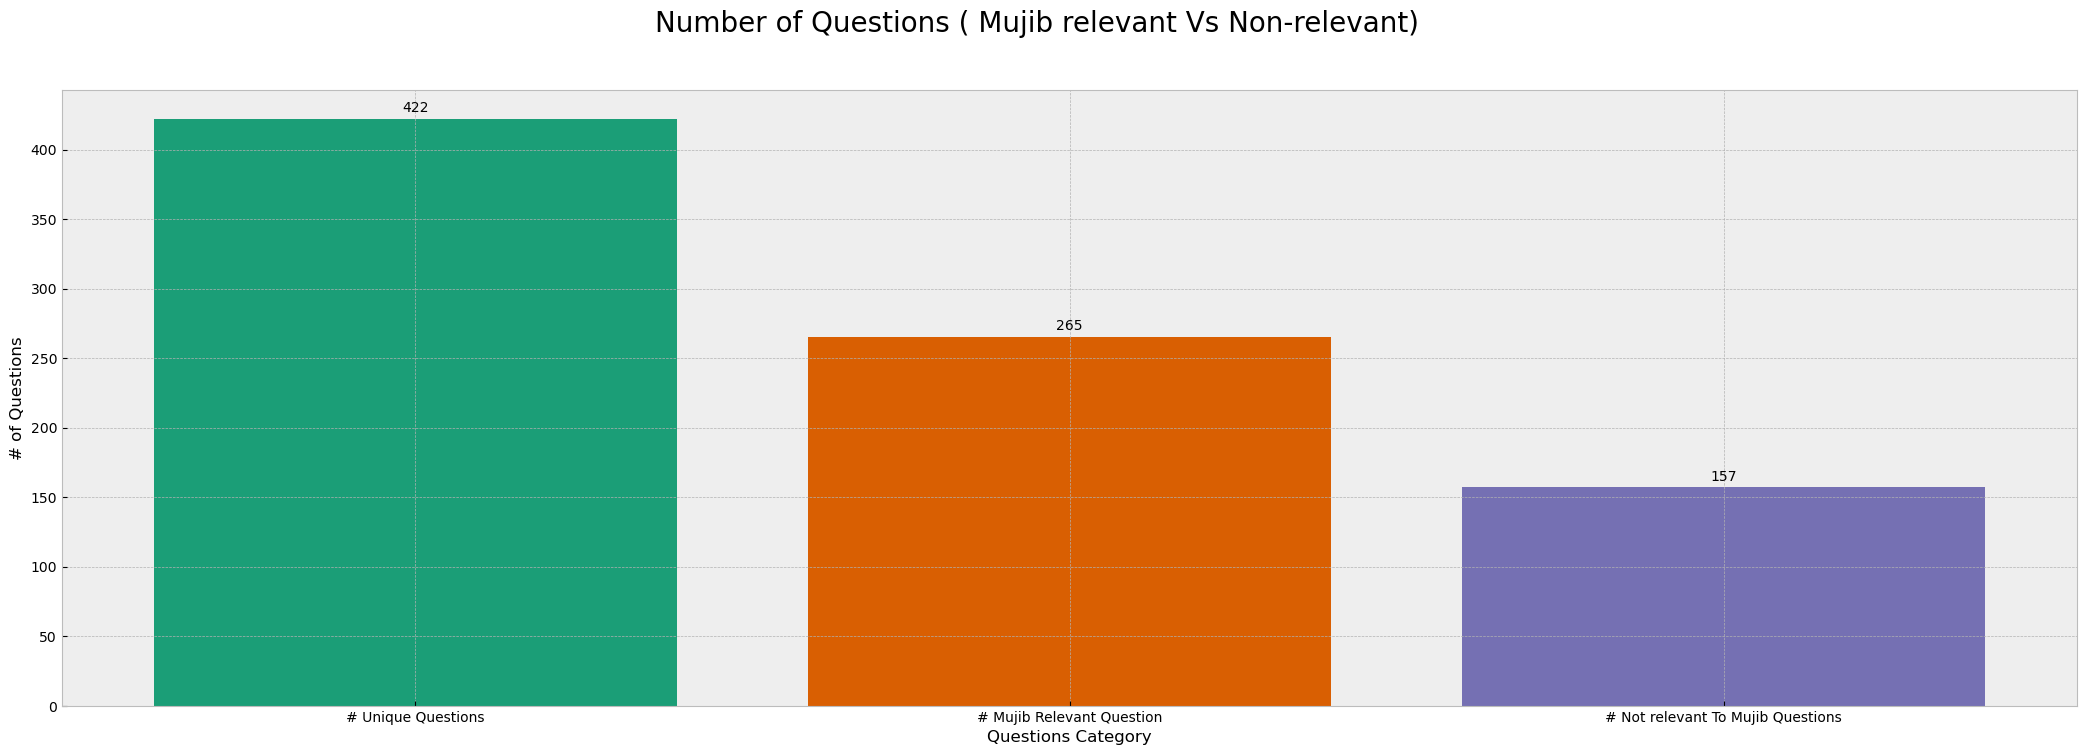 Number of Questions ( Mujib relevant Vs Non-relevant)
422
400
350
300
265
250
200
157
150
100
50
0
# of Questions
# Unique Questions
# Mujib Relevant Question
# Not relevant To Mujib Questions
Questions Category